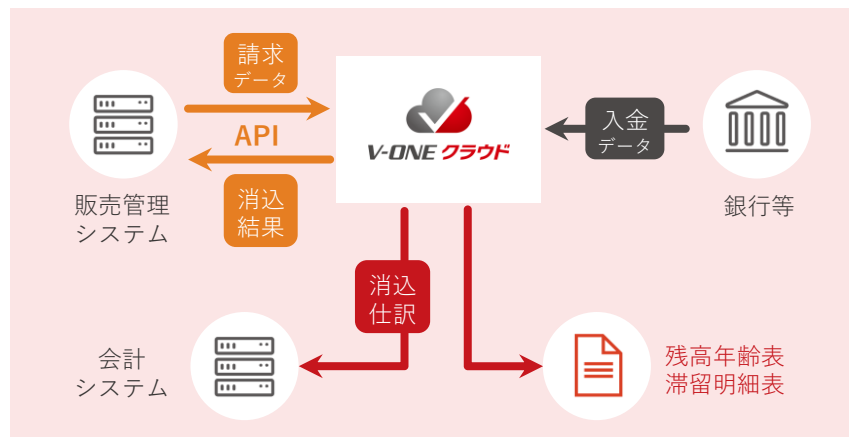 請求
データ
API
消込
結果
販売管理
システム
V-ONE クラウド
入金
データ
銀行等
消込
仕訳
会計
システム
残高年齢表
滞留明細表